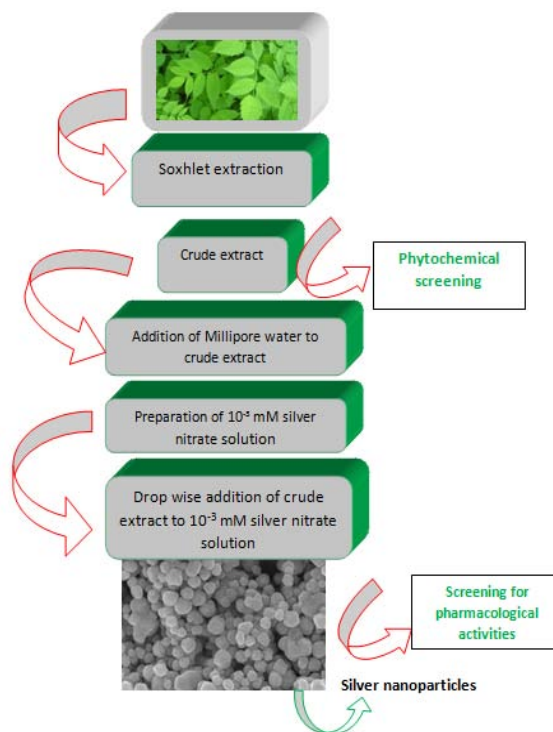 Soxhlet extraction
Crude extract
Phytochemical
screening
Addition of Millipore water to
crude extract
Preparation of 10⁻³ mM silver
nitrate solution
Drop wise addition of crude
extract to 10⁻³ mM silver nitrate
solution
Screening for
pharmacological
activities
Silver nanoparticles